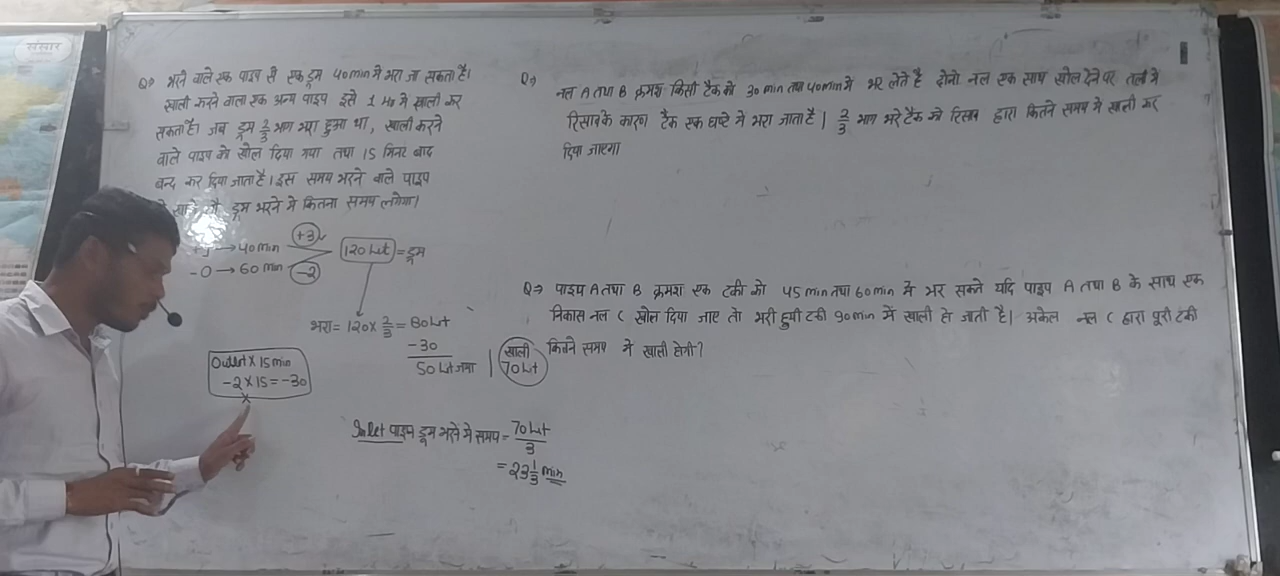 संसार
Q⇒ भरने वाले एक पाइप से एक ड्रम 40min में भरा जा सकता है।
खाली करने वाला एक अन्य पाइप इसे 1 Hr में खाली कर
सकता है। जब ड्रम 2/3 भाग भरा हुआ था, खाली करने
वाले पाइप को खोल दिया गया तथा 15 मिनट बाद
बन्द कर दिया जाता है। इस समय भरने वाले पाइप
ड्रम भरने में कितना समय लगेगा।
→ 40min +3
120 Lit = ड्रम
- O → 60 min -2
भरा = 120 × 2/3 = 80 Lit
-30
50 Lit जमा | खाली 70 Lit
Outlet × 15 min
-2 × 15 = -30
×
Inlet पाइप ड्रम भरने में समय = 70 Lit / 3
= 23 1/3 min
Q⇒
नल A तथा B क्रमश किसी टैंक को 30 min तथा 40min में भर लेते है दोनो नल एक साथ खोल देने पर तली मे
रिसाव के कारण टैंक एक घण्टे मे भरा जाता है। 2/3 भाग भरे टैंक को रिसाव द्वारा कितने समय मे खाली कर
दिया जाएगा
Q⇒ पाइप A तथा B क्रमश एक टंकी को 45 min तथा 60 min में भर सकते यदि पाइप A तथा B के साथ एक
निकास नल C खोल दिया जाए तो भरी हुयी टंकी 90 min में खाली हो जाती है। अकेल नल C द्वारा पूरी टंकी
कितने समय मे खाली होगी?